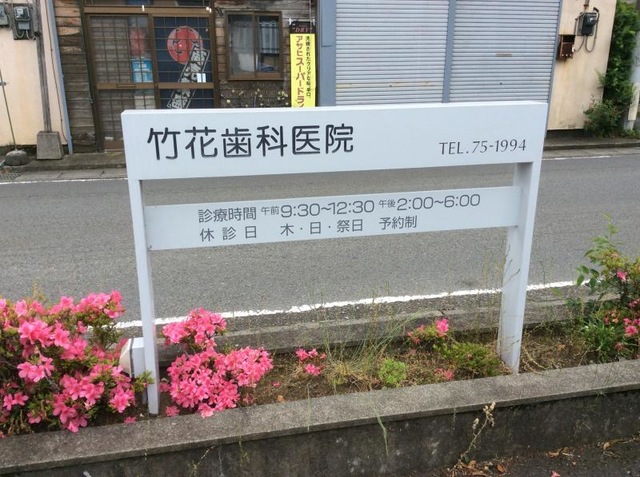 竹花歯科医院
TEL.75-1994
診療時間 午前 9:30~12:30 午後 2:00~6:00
休診日 木・日・祭日 予約制
アサヒスーパードラ